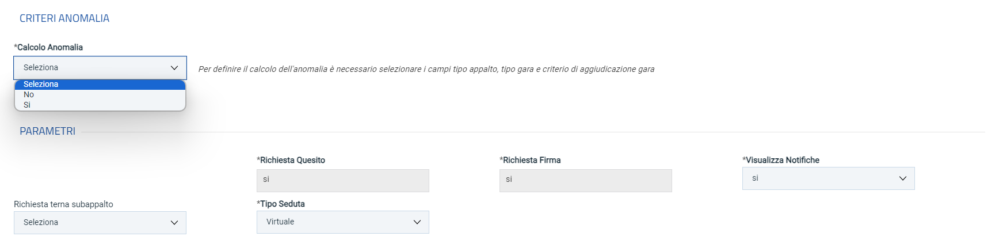 CRITERI ANOMALIA
*Calcolo Anomalia
Seleziona
Per definire il calcolo dell'anomalia è necessario selezionare i campi tipo appalto, tipo gara e criterio di aggiudicazione gara
Seleziona
No
Si
PARAMETRI
*Richiesta Quesito
*Richiesta Firma
*Visualizza Notifiche
si
si
si
Richiesta terna subappalto
*Tipo Seduta
Seleziona
Virtuale